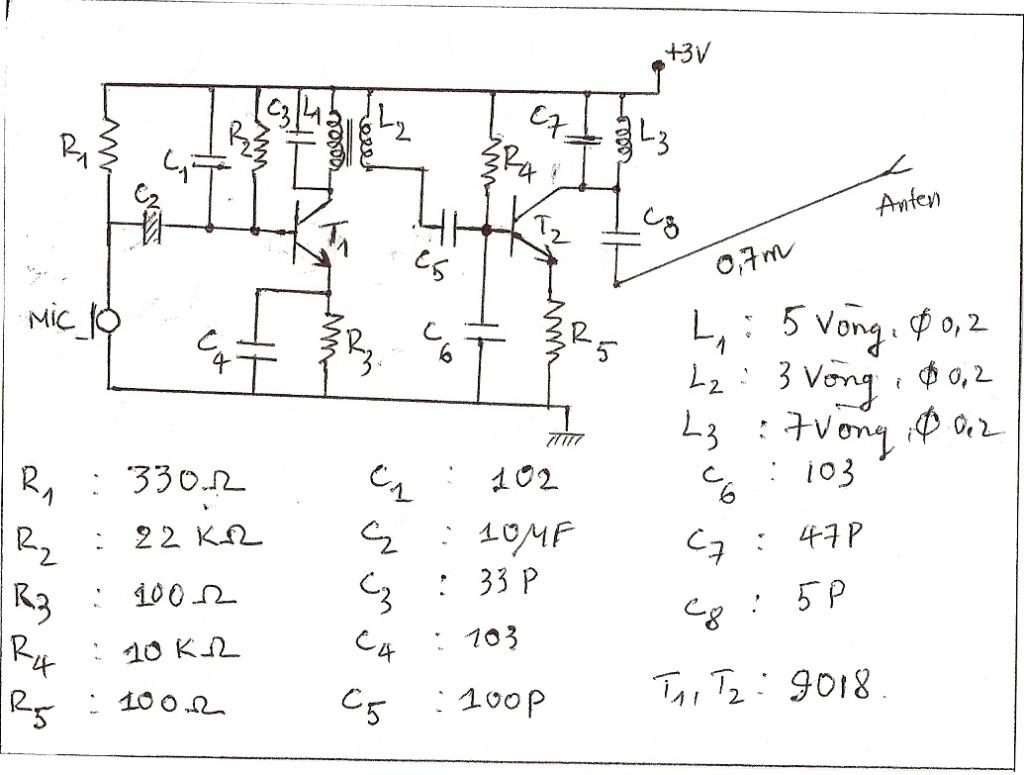 +3V
C3 L1 L2 C7 L3
R1 C1 R2 R4
C2 T1 T2 C8 Anten
C5 0,7m
MIC C4 R3 C6 R5
L1 : 5 Vòng, Ø 0,2
L2 : 3 Vòng, Ø 0,2
L3 : 7 Vòng, Ø 0,2
R1 : 330Ω C1 : 102 C6 : 103
R2 : 22 KΩ C2 : 10µF C7 : 47P
R3 : 100Ω C3 : 33 P C8 : 5P
R4 : 10 KΩ C4 : 103
R5 : 100Ω C5 : 100P T1, T2 : 9018.